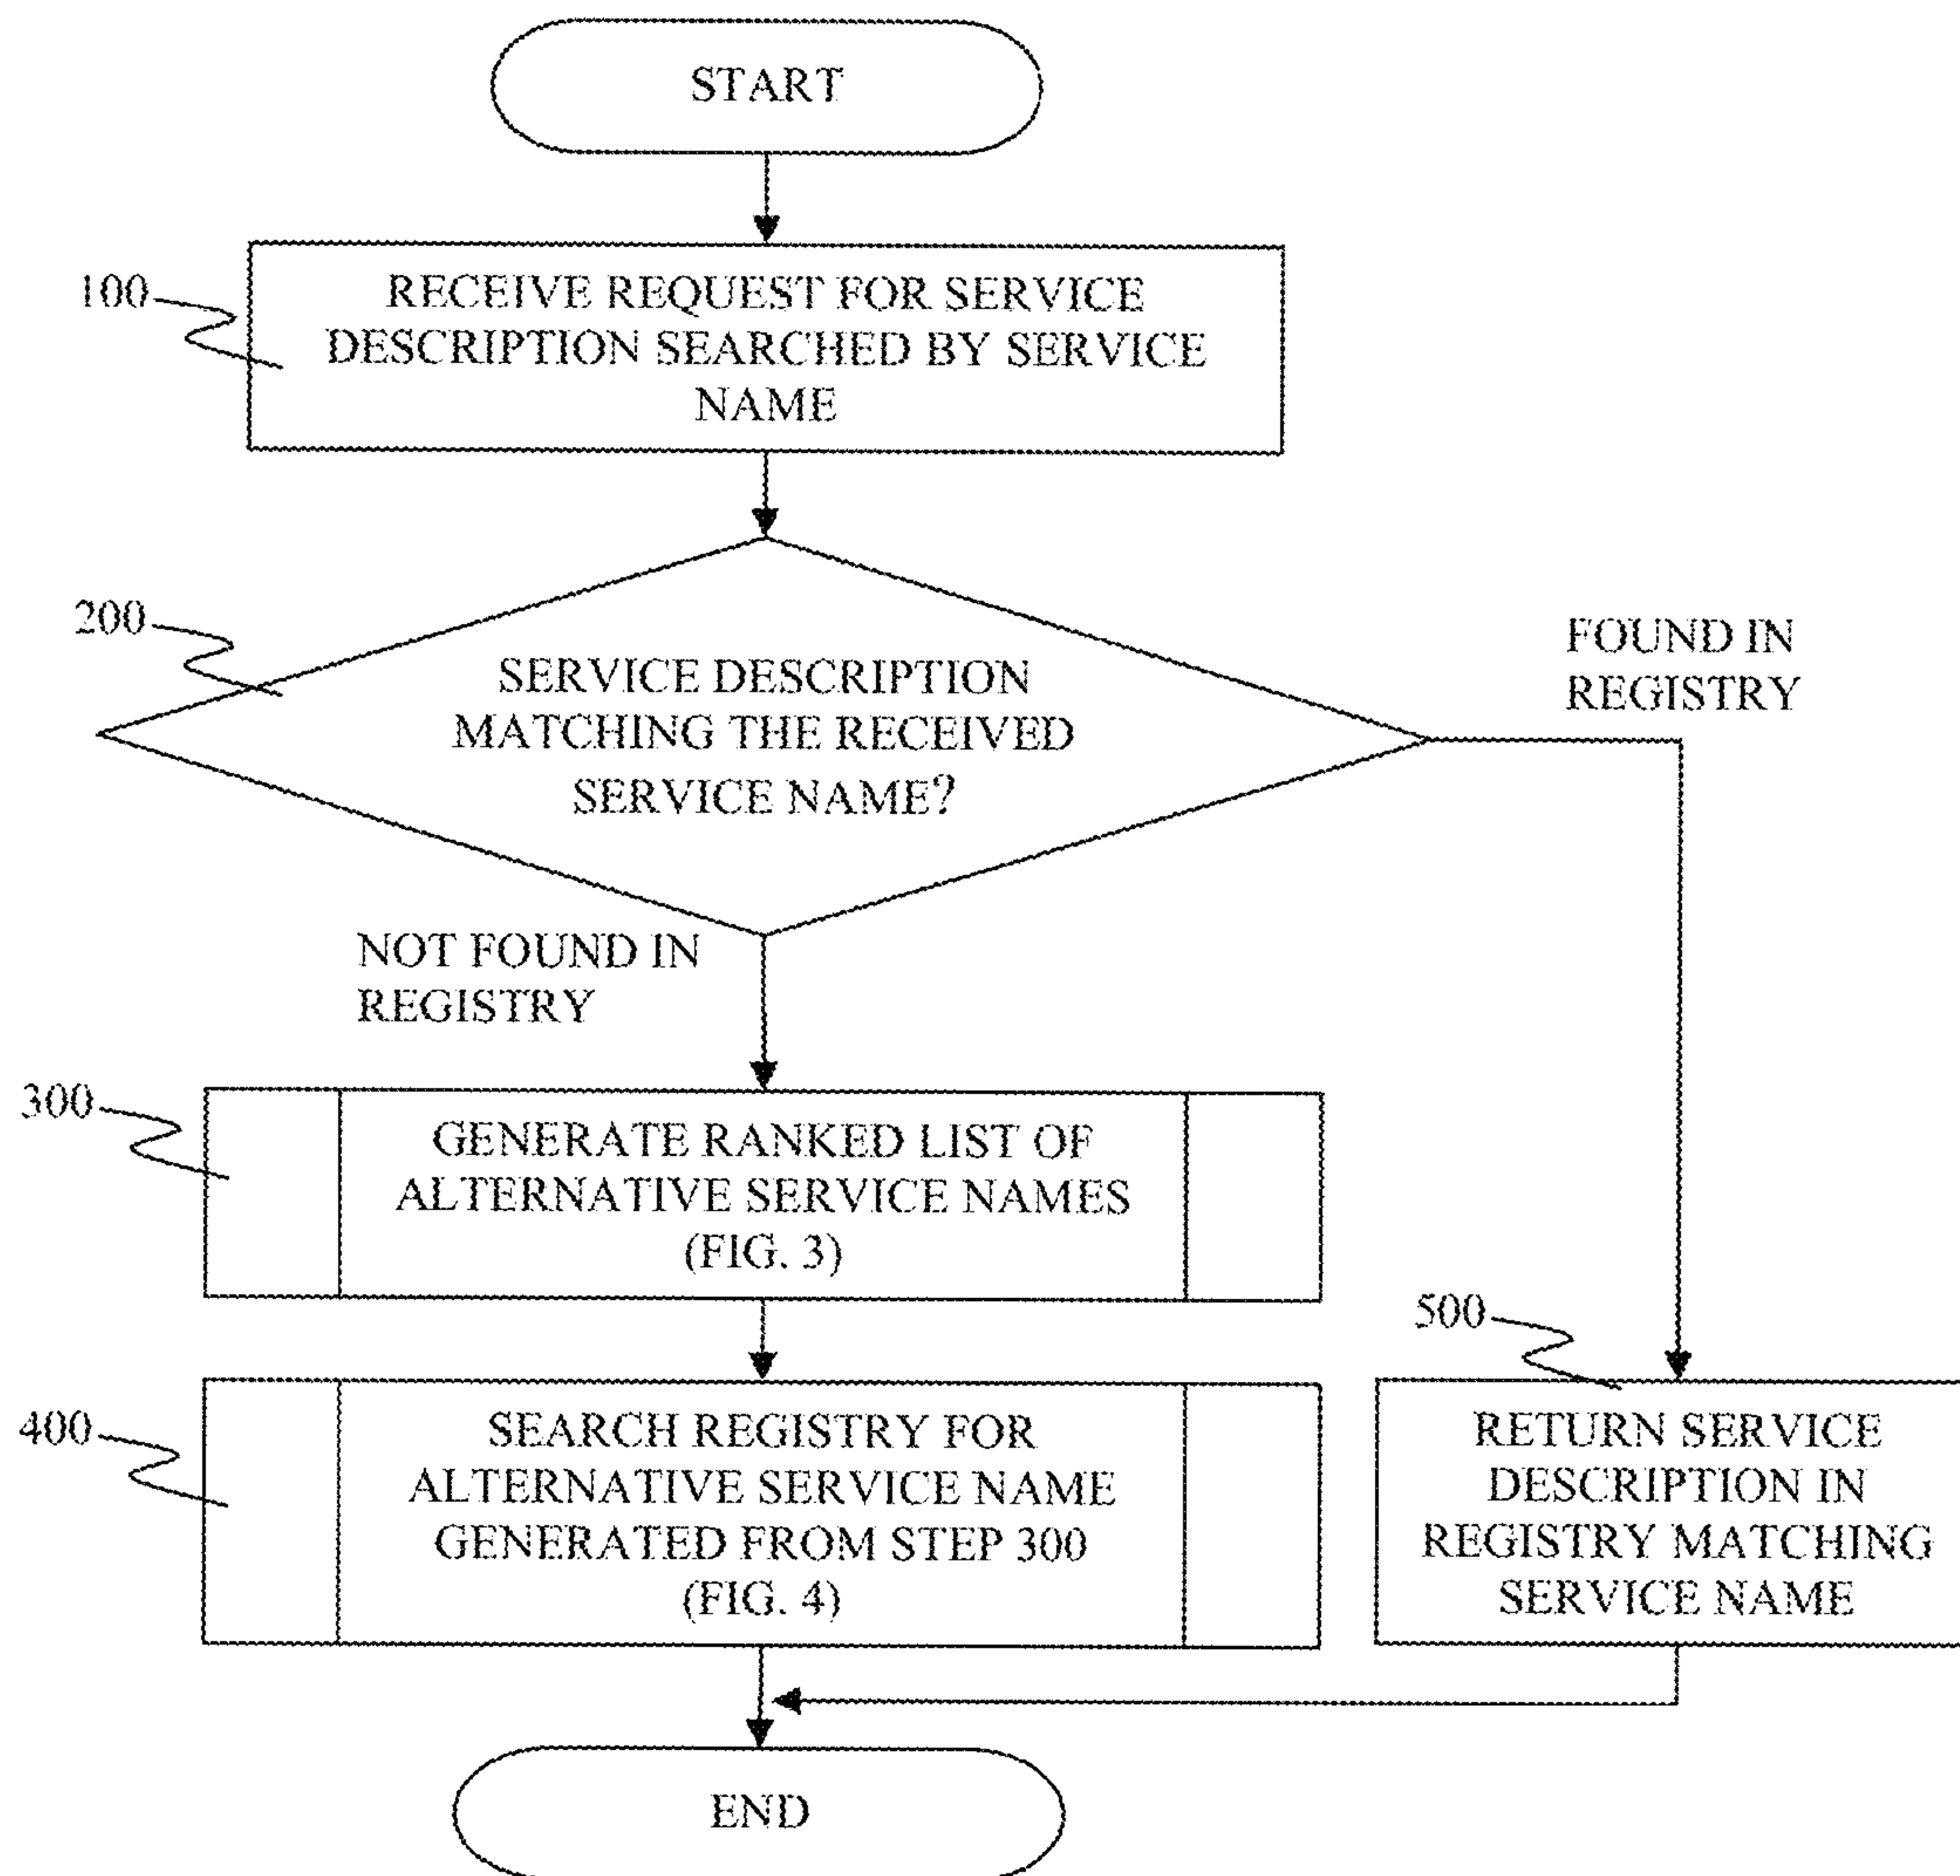 START
100
RECEIVE REQUEST FOR SERVICE
DESCRIPTION SEARCHED BY SERVICE
NAME
200
SERVICE DESCRIPTION
MATCHING THE RECEIVED
SERVICE NAME?
FOUND IN
REGISTRY
NOT FOUND IN
REGISTRY
300
GENERATE RANKED LIST OF
ALTERNATIVE SERVICE NAMES
(FIG. 3)
400
SEARCH REGISTRY FOR
ALTERNATIVE SERVICE NAME
GENERATED FROM STEP 300
(FIG. 4)
500
RETURN SERVICE
DESCRIPTION IN
REGISTRY MATCHING
SERVICE NAME
END